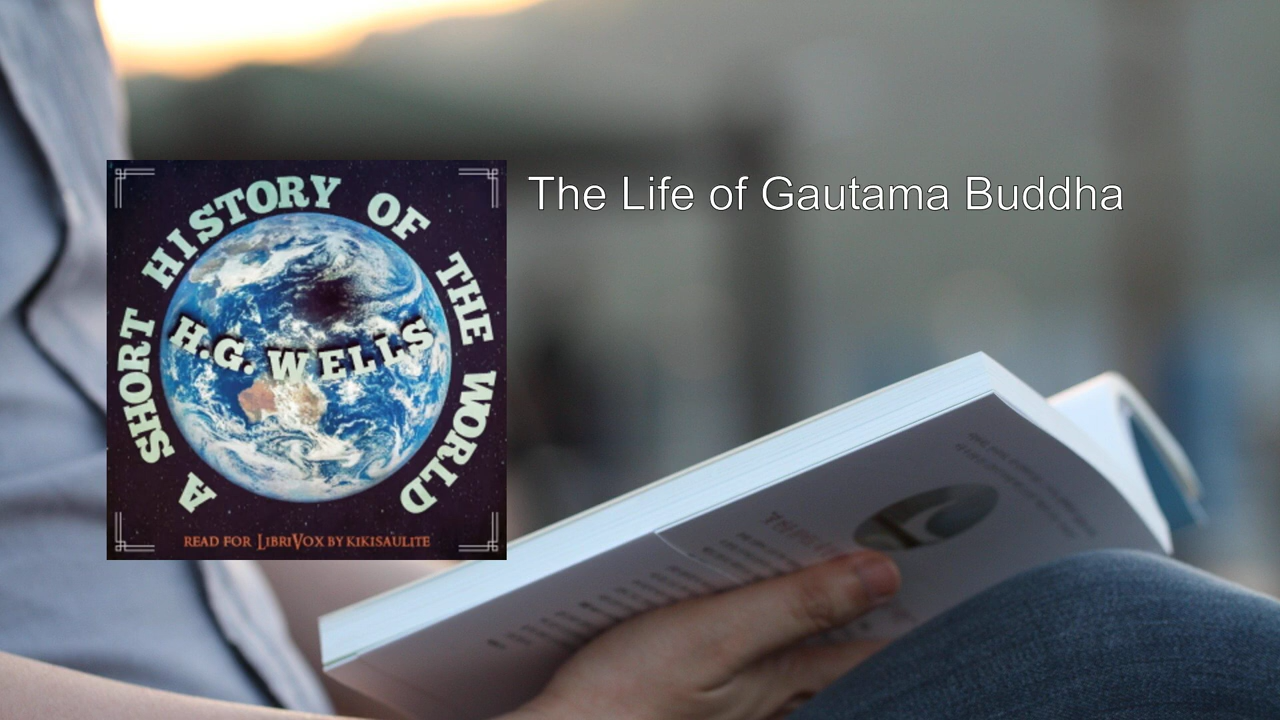 A SHORT HISTORY OF THE WORLD
H.G. WELLS
READ FOR LIBRIVOX BY KIKISAULITE
The Life of Gautama Buddha